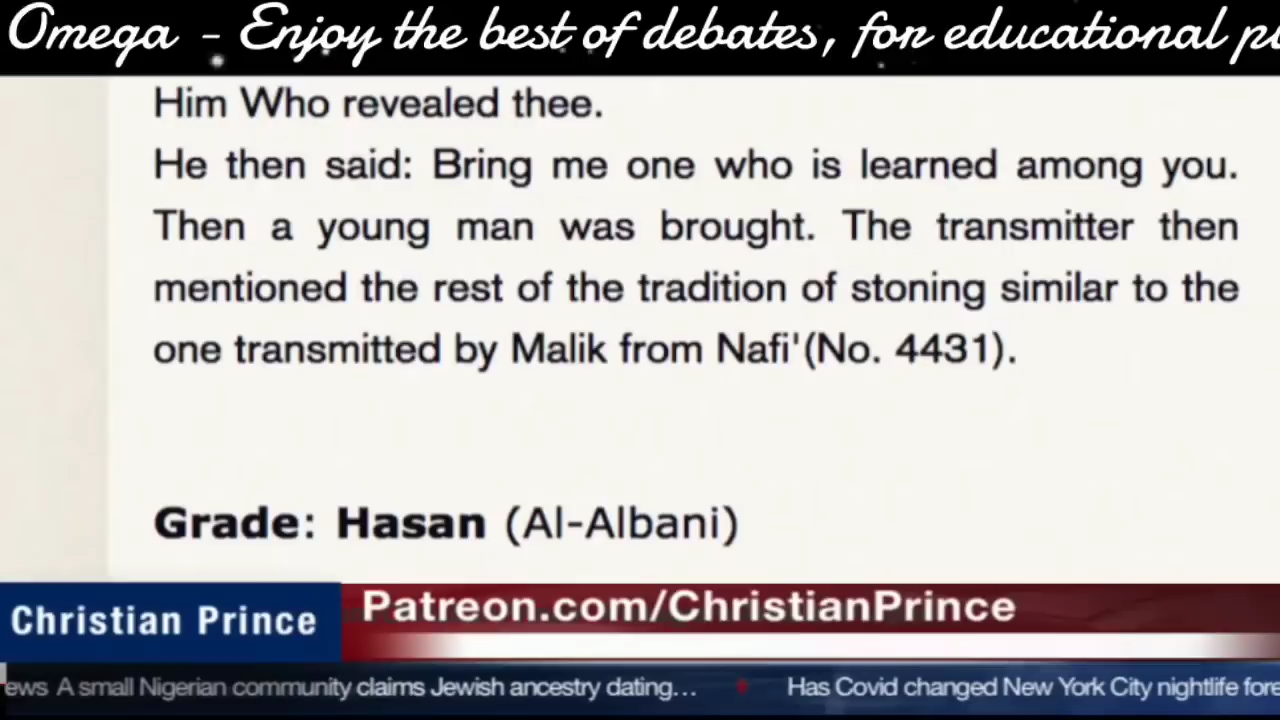 Omega - Enjoy the best of debates, for educational
Him Who revealed thee.
He then said: Bring me one who is learned among you.
Then a young man was brought. The transmitter then
mentioned the rest of the tradition of stoning similar to the
one transmitted by Malik from Nafi'(No. 4431).
Grade: Hasan (Al-Albani)
Christian Prince
Patreon.com/ChristianPrince
ews A small Nigerian community claims Jewish ancestry dating... Has Covid changed New York City nightlife fore